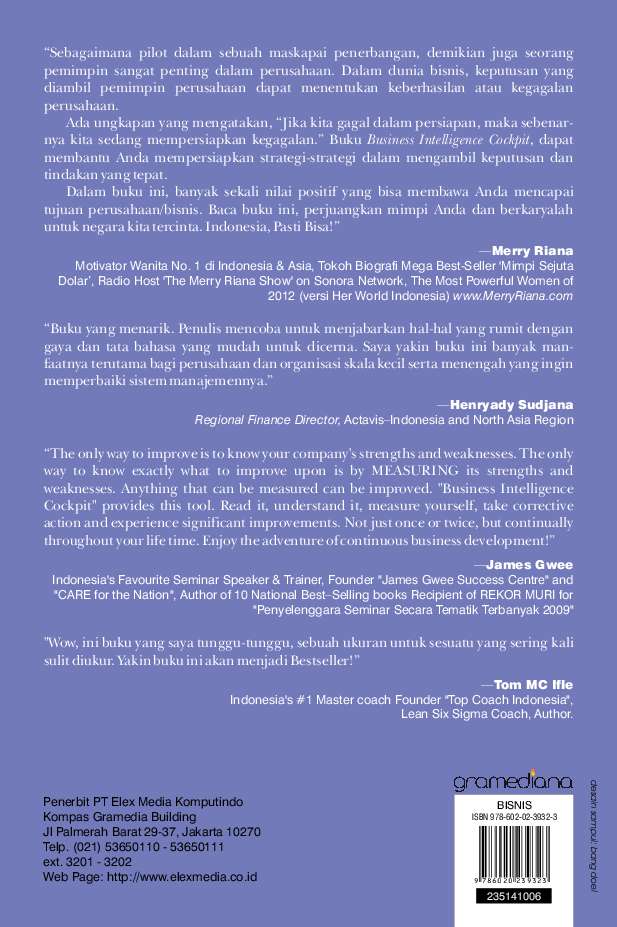 “Sebagaimana pilot dalam sebuah maskapai penerbangan, demikian juga seorang
pemimpin sangat penting dalam perusahaan. Dalam dunia bisnis, keputusan yang
diambil pemimpin perusahaan dapat menentukan keberhasilan atau kegagalan
perusahaan.
Ada ungkapan yang mengatakan, “Jika kita gagal dalam persiapan, maka sebenar-
nya kita sedang mempersiapkan kegagalan.” Buku Business Intelligence Cockpit, dapat
membantu Anda mempersiapkan strategi-strategi dalam mengambil keputusan dan
tindakan yang tepat.
Dalam buku ini, banyak sekali nilai positif yang bisa membawa Anda mencapai
tujuan perusahaan/bisnis. Baca buku ini, perjuangkan mimpi Anda dan berkaryalah
untuk negara kita tercinta. Indonesia, Pasti Bisa!”
—Merry Riana
Motivator Wanita No. 1 di Indonesia & Asia, Tokoh Biografi Mega Best-Seller ‘Mimpi Sejuta
Dolar’, Radio Host 'The Merry Riana Show' on Sonora Network, The Most Powerful Women of
2012 (versi Her World Indonesia) www.MerryRiana.com
“Buku yang menarik. Penulis mencoba untuk menjabarkan hal-hal yang rumit dengan
gaya dan tata bahasa yang mudah untuk dicerna. Saya yakin buku ini banyak man-
faatnya terutama bagi perusahaan dan organisasi skala kecil serta menengah yang ingin
memperbaiki sistem manajemennya.”
—Henryady Sudjana
Regional Finance Director, Actavis–Indonesia and North Asia Region
“The only way to improve is to know your company's strengths and weaknesses. The only
way to know exactly what to improve upon is by MEASURING its strengths and
weaknesses. Anything that can be measured can be improved. "Business Intelligence
Cockpit" provides this tool. Read it, understand it, measure yourself, take corrective
action and experience significant improvements. Not just once or twice, but continually
throughout your life time. Enjoy the adventure of continuous business development!”
—James Gwee
Indonesia's Favourite Seminar Speaker & Trainer, Founder "James Gwee Success Centre" and
"CARE for the Nation", Author of 10 National Best–Selling books Recipient of REKOR MURI for
"Penyelenggara Seminar Secara Tematik Terbanyak 2009"
"Wow, ini buku yang saya tunggu-tunggu, sebuah ukuran untuk sesuatu yang sering kali
sulit diukur. Yakin buku ini akan menjadi Bestseller!”
—Tom MC Ifle
Indonesia's #1 Master coach Founder "Top Coach Indonesia",
Lean Six Sigma Coach, Author.
Penerbit PT Elex Media Komputindo
Kompas Gramedia Building
Jl Palmerah Barat 29-37, Jakarta 10270
Telp. (021) 53650110 - 53650111
ext. 3201 - 3202
Web Page: http://www.elexmedia.co.id
gramediana
BISNIS
ISBN 978-602-02-3932-3
9 786020 239323
235141006
desain sampul: bang doel